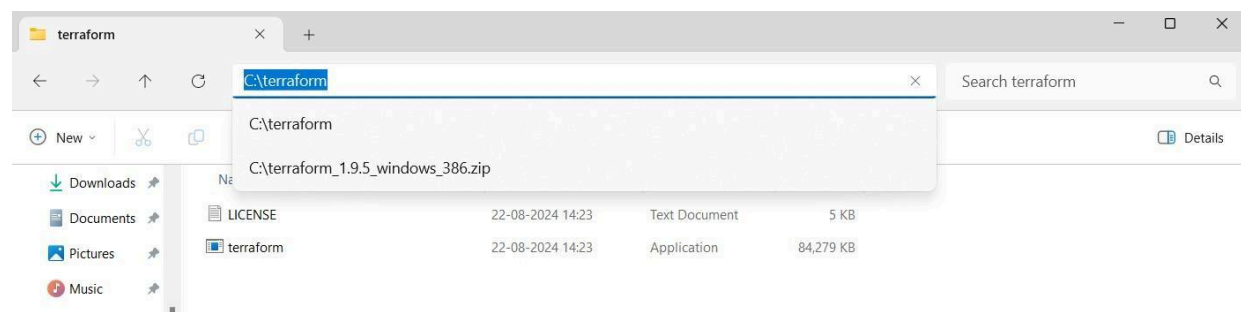 terraform
C:\terraform
Search terraform
C:\terraform
New
Details
C:\terraform_1.9.5_windows_386.zip
Downloads
Documents
LICENSE 22-08-2024 14:23 Text Document 5 KB
Pictures
terraform 22-08-2024 14:23 Application 84,279 KB
Music